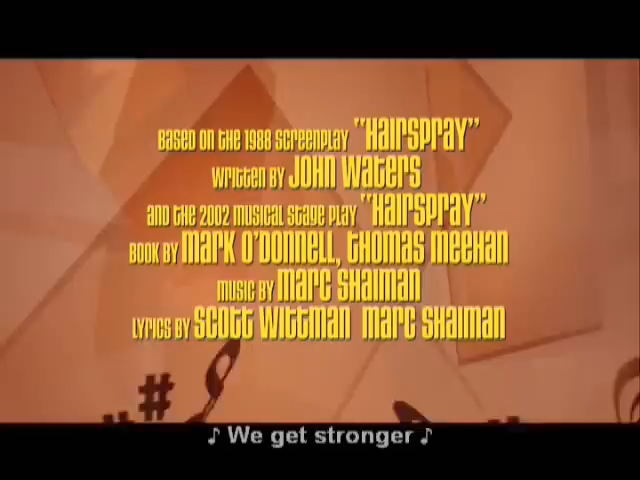 Based on the 1988 screenplay "Hairspray"
written by John Waters
and the 2002 musical stage play "Hairspray"
Book by Mark O'Donnell, Thomas Meehan
Music by Marc Shaiman
Lyrics by Scott Wittman Marc Shaiman
♪ We get stronger ♪